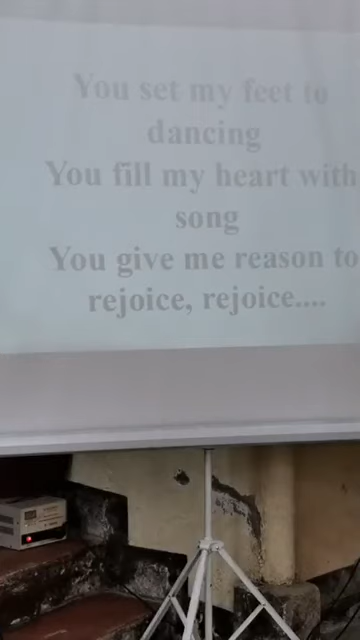 You set my feet to
dancing
You fill my heart with
song
You give me reason to
rejoice, rejoice....